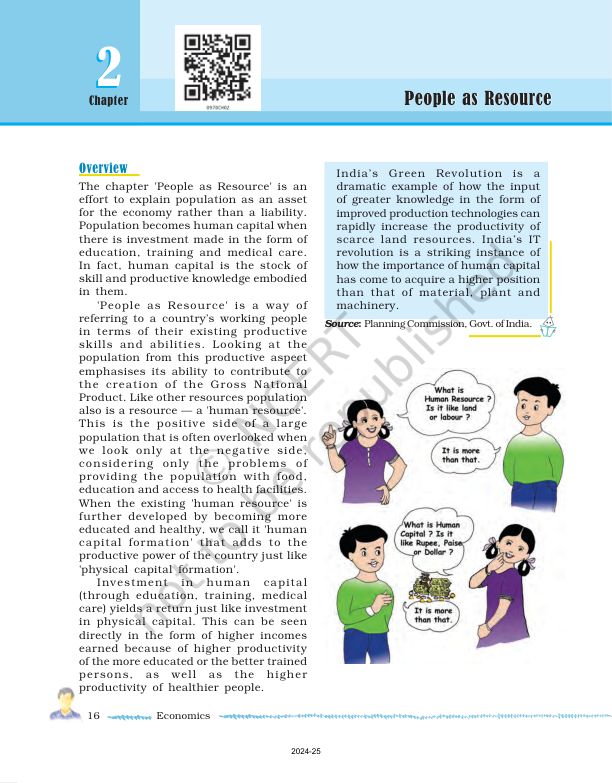 2
Chapter
0970CH02
People as Resource
Overview
The chapter 'People as Resource' is an
effort to explain population as an asset
for the economy rather than a liability.
Population becomes human capital when
there is investment made in the form of
education, training and medical care.
In fact, human capital is the stock of
skill and productive knowledge embodied
in them.
'People as Resource' is a way of
referring to a country's working people
in terms of their existing productive
skills and abilities. Looking at the
population from this productive aspect
emphasises its ability to contribute to
the creation of the Gross National
Product. Like other resources population
also is a resource — a 'human resource'.
This is the positive side of a large
population that is often overlooked when
we look only at the negative side,
considering only the problems of
providing the population with food,
education and access to health facilities.
When the existing 'human resource' is
further developed by becoming more
educated and healthy, we call it 'human
capital formation' that adds to the
productive power of the country just like
'physical capital formation'.
Investment in human capital
(through education, training, medical
care) yields a return just like investment
in physical capital. This can be seen
directly in the form of higher incomes
earned because of higher productivity
of the more educated or the better trained
persons, as well as the higher
productivity of healthier people.
India's Green Revolution is a
dramatic example of how the input
of greater knowledge in the form of
improved production technologies can
rapidly increase the productivity of
scarce land resources. India's IT
revolution is a striking instance of
how the importance of human capital
has come to acquire a higher position
than that of material, plant and
machinery.
Source: Planning Commission, Govt. of India.
What is
Human Resource ?
Is it like land
or labour ?
It is more
than that.
What is Human
Capital ? Is it
like Rupee, Paise
or Dollar ?
It is more
than that.
© NCERT
not to be republished
16
Economics
2024-25